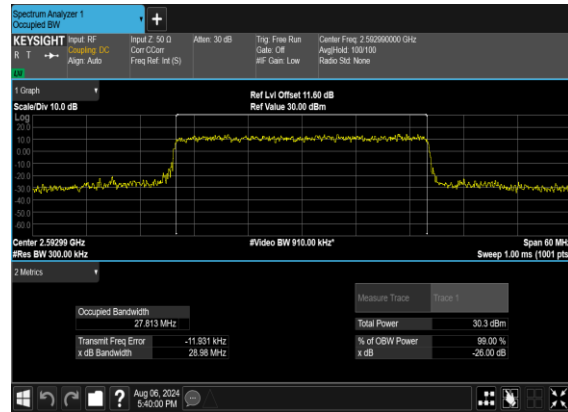 Spectrum Analyzer 1
Occupied BW
+
KEYSIGHT
R T
LW
Input: RF
Coupling: DC
Align: Auto
Input Z: 50 Ω
Corr CCorr
Freq Ref: Int (S)
Atten: 30 dB
Trig: Free Run
Gate: Off
#IF Gain: Low
Center Freq: 2.592990000 GHz
Avg|Hold: 100/100
Radio Std: None
1 Graph
Scale/Div 10.0 dB
Ref Lvl Offset 11.60 dB
Ref Value 30.00 dBm
Log
20.0
10.0
0.00
-10.0
-20.0
-30.0
-40.0
-50.0
-60.0
Center 2.59299 GHz
#Res BW 300.00 kHz
#Video BW 910.00 kHz*
Span 60 MHz
Sweep 1.00 ms (1001 pts
2 Metrics
Measure Trace
Trace 1
Occupied Bandwidth
27.813 MHz
Total Power
30.3 dBm
Transmit Freq Error
-11.931 kHz
% of OBW Power
99.00 %
x dB Bandwidth
28.98 MHz
x dB
-26.00 dB
?
Aug 06, 2024
5:40:00 PM